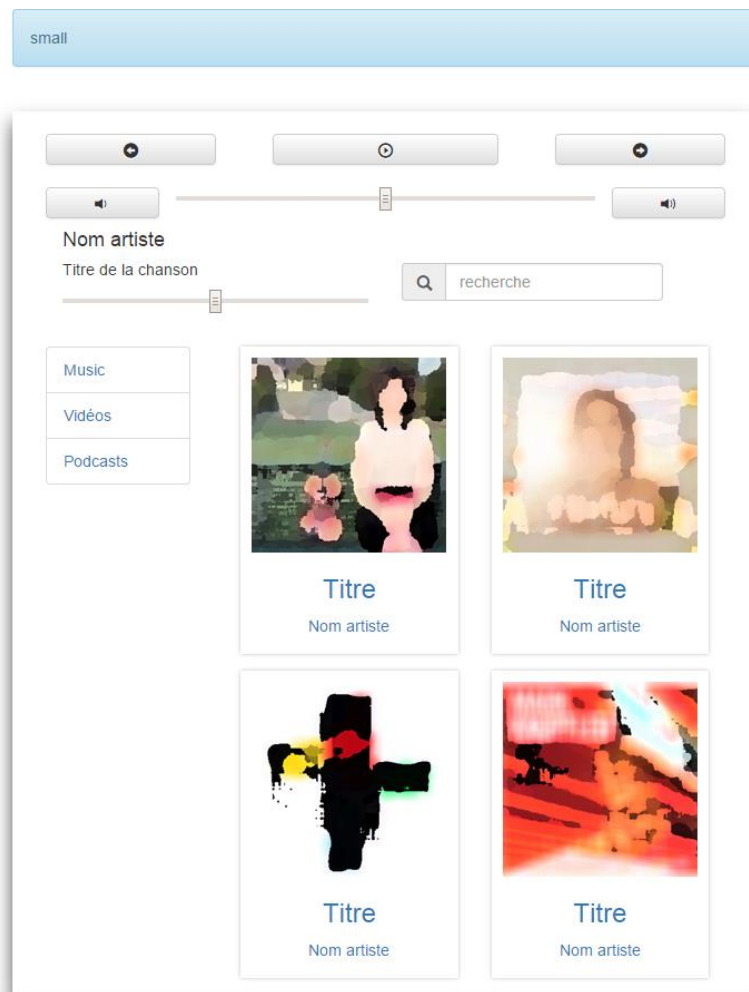 small
Nom artiste
Titre de la chanson
recherche
Music
Vidéos
Podcasts
Titre
Nom artiste
Titre
Nom artiste
Titre
Nom artiste
Titre
Nom artiste